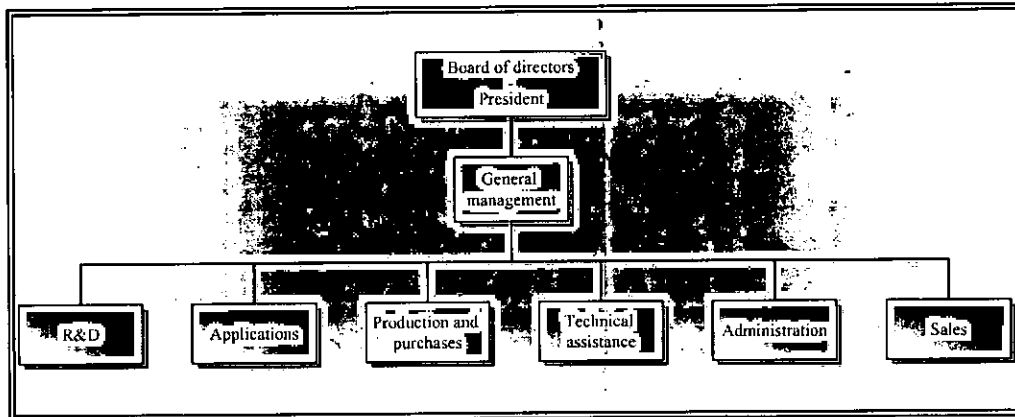 Board of directors
-
President
General
management
R&D
Applications
Production and
purchases
Technical
assistance
Administration
Sales